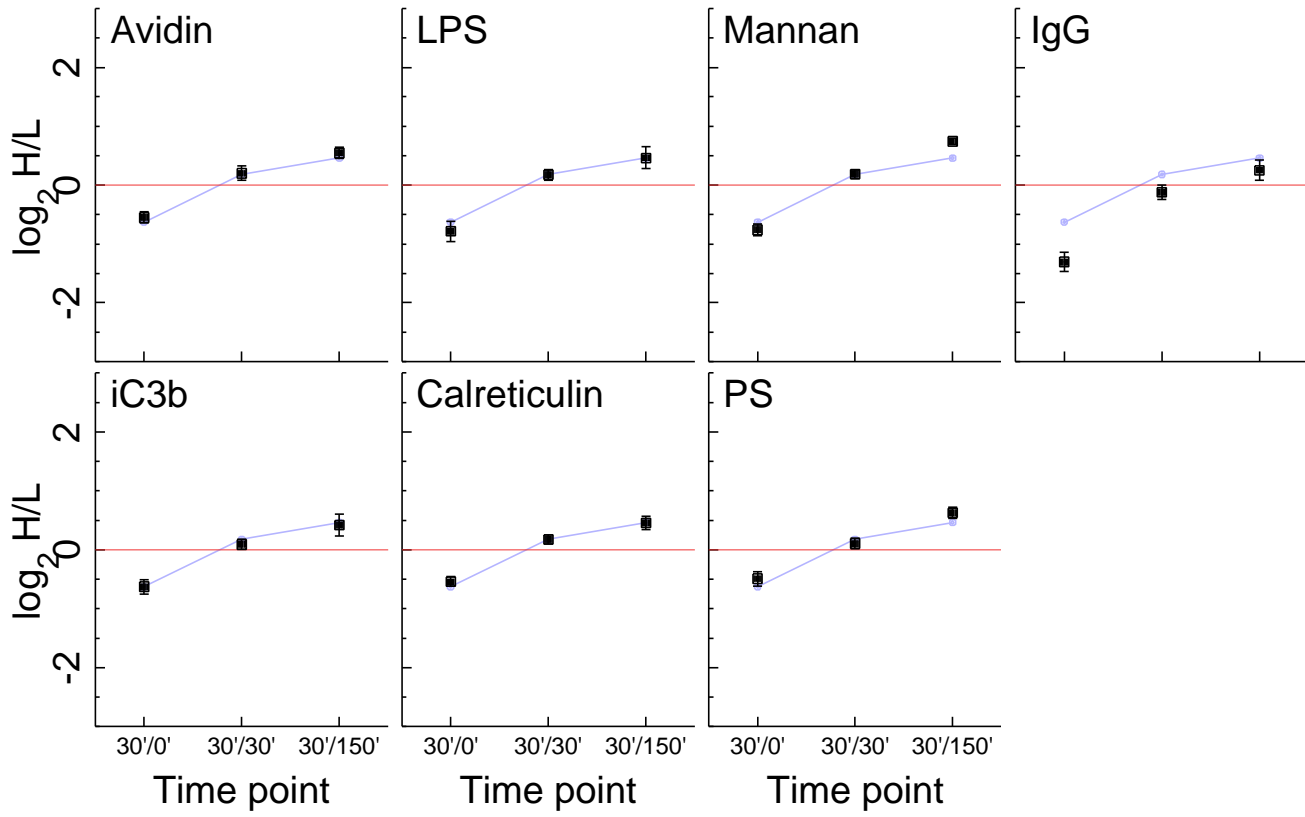 Avidin LPS Mannan IgG
2
0
-2
log2 H/L
iC3b Calreticulin PS
2
0
-2
log2 H/L
30'/0' 30'/30' 30'/150' 30'/0' 30'/30' 30'/150' 30'/0' 30'/30' 30'/150'
Time point Time point Time point